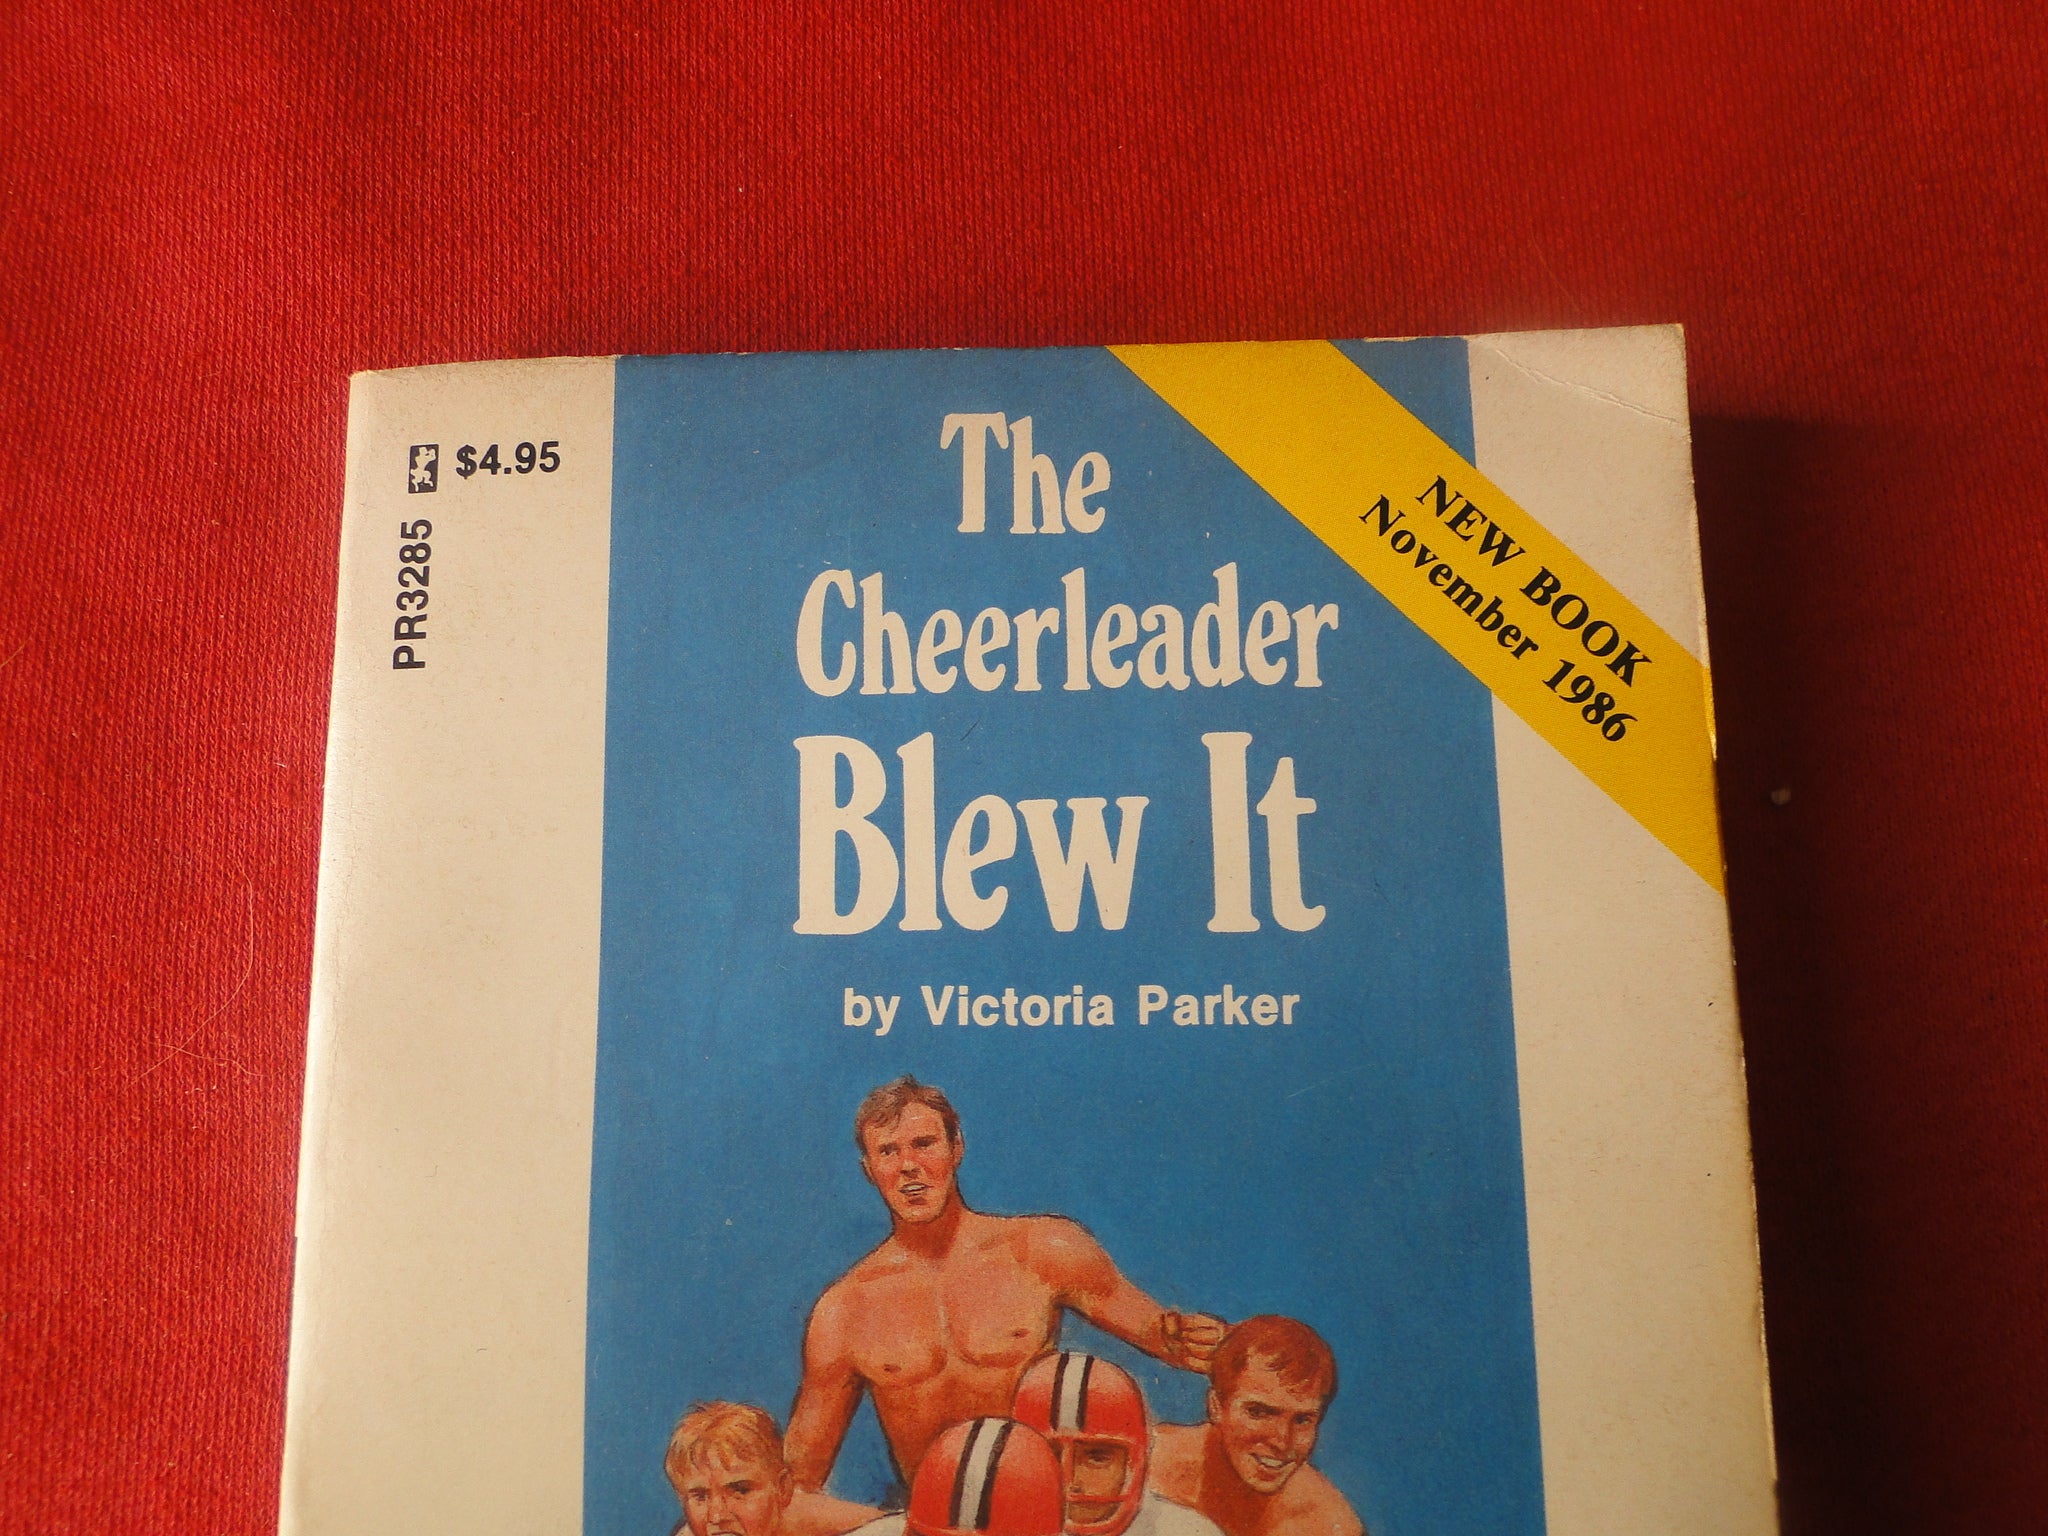 $4.95
PR3285
The
Cheerleader
Blew It
by Victoria Parker
NEW BOOK
November 1986